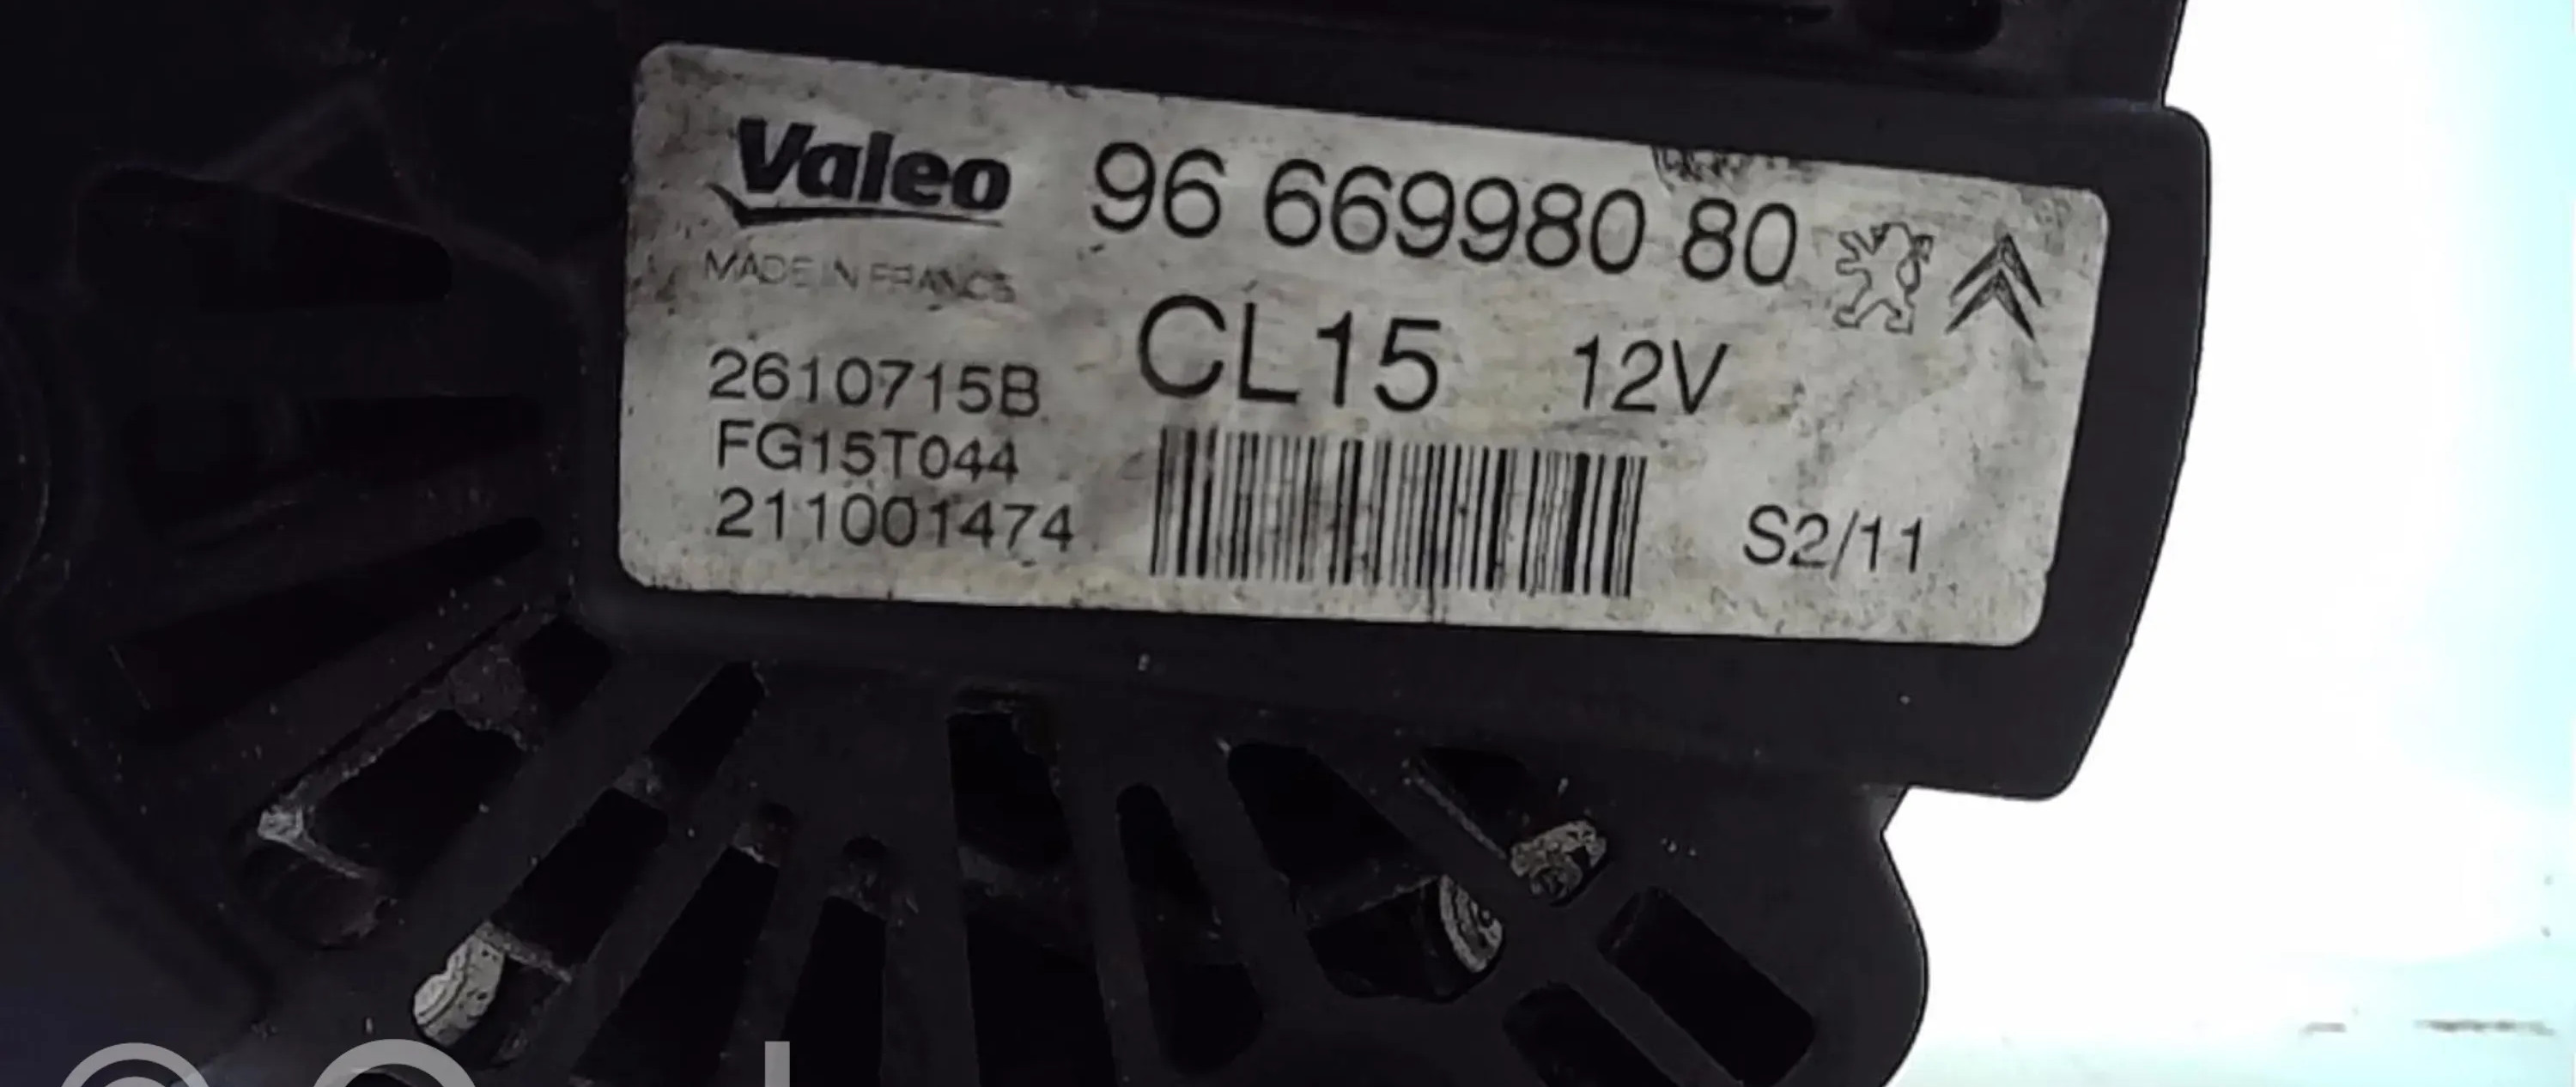 Valeo 96 669980 80
MADE IN FRANCE
CL15 12V
2610715B
FG15T044
211001474
S2/11